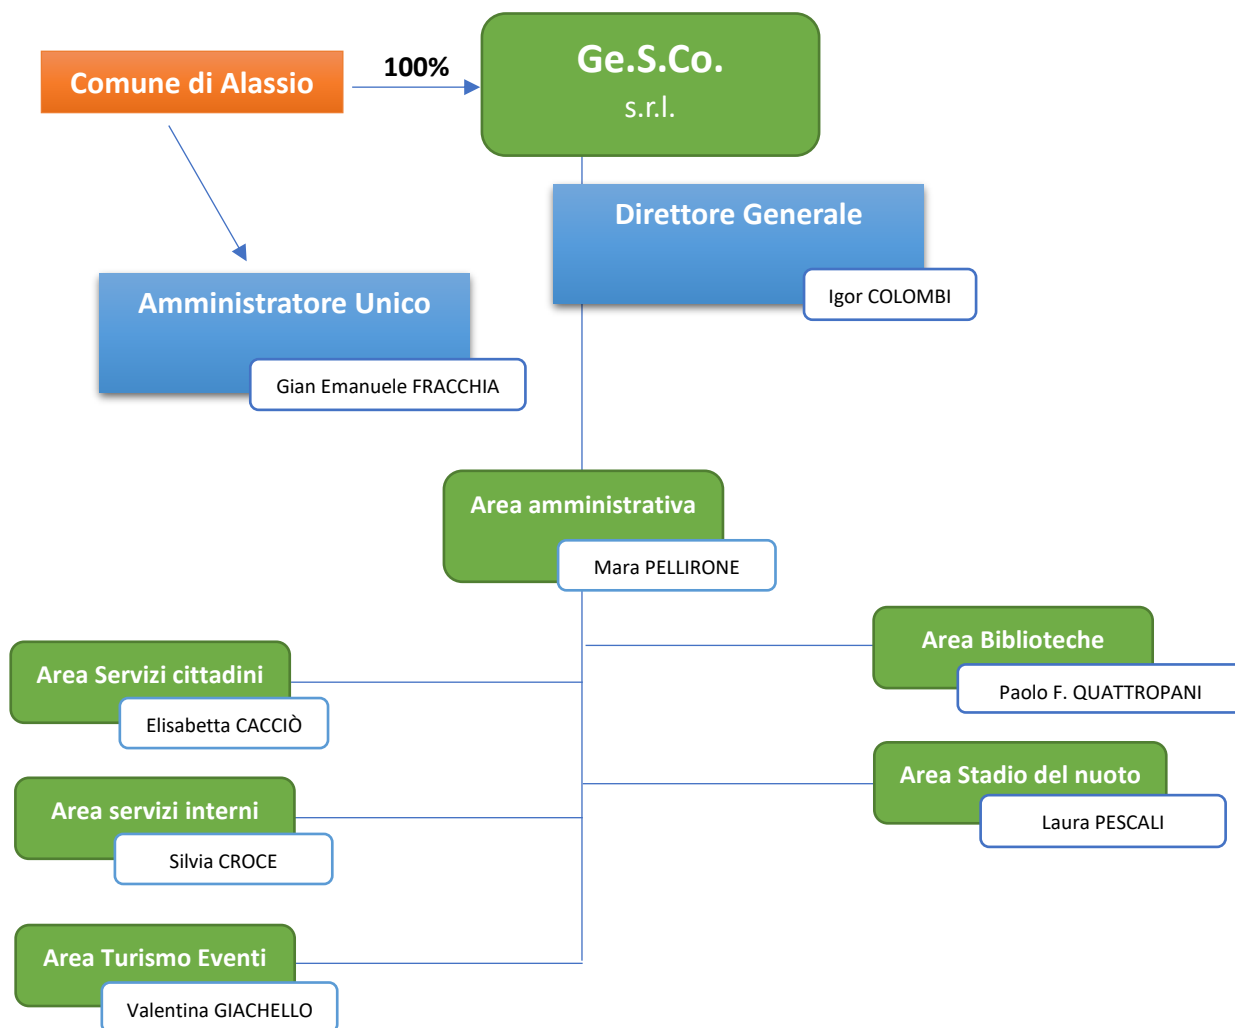 Comune di Alassio
100%
Ge.S.Co.
s.r.l.
Direttore Generale
Igor COLOMBI
Amministratore Unico
Gian Emanuele FRACCHIA
Area amministrativa
Mara PELLIRONE
Area Servizi cittadini
Elisabetta CACCIÒ
Area Biblioteche
Paolo F. QUATTROPANI
Area servizi interni
Silvia CROCE
Area Stadio del nuoto
Laura PESCALI
Area Turismo Eventi
Valentina GIACHELLO